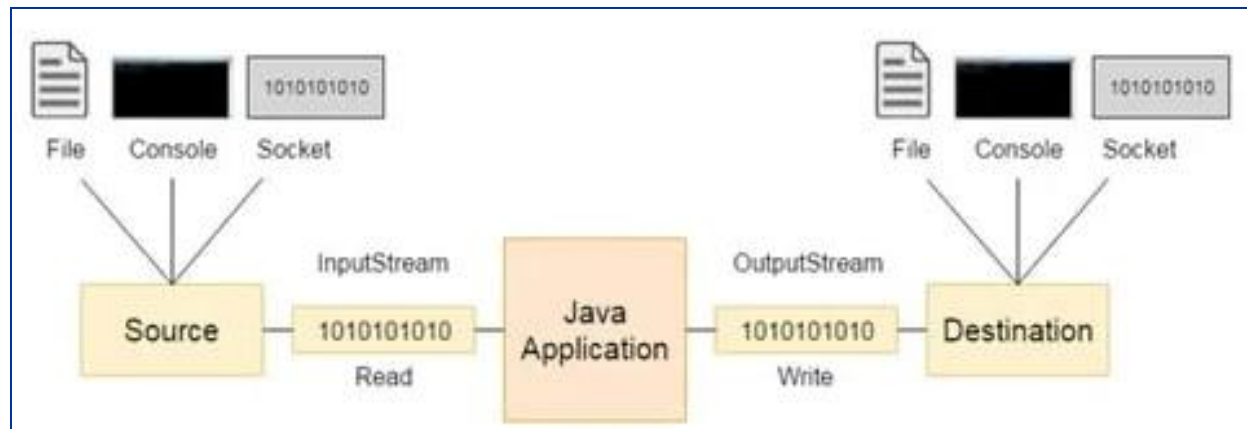 1010101010
1010101010
File Console Socket
File Console Socket
InputStream
OutputStream
Source
1010101010
Java
Application
1010101010
Destination
Read
Write